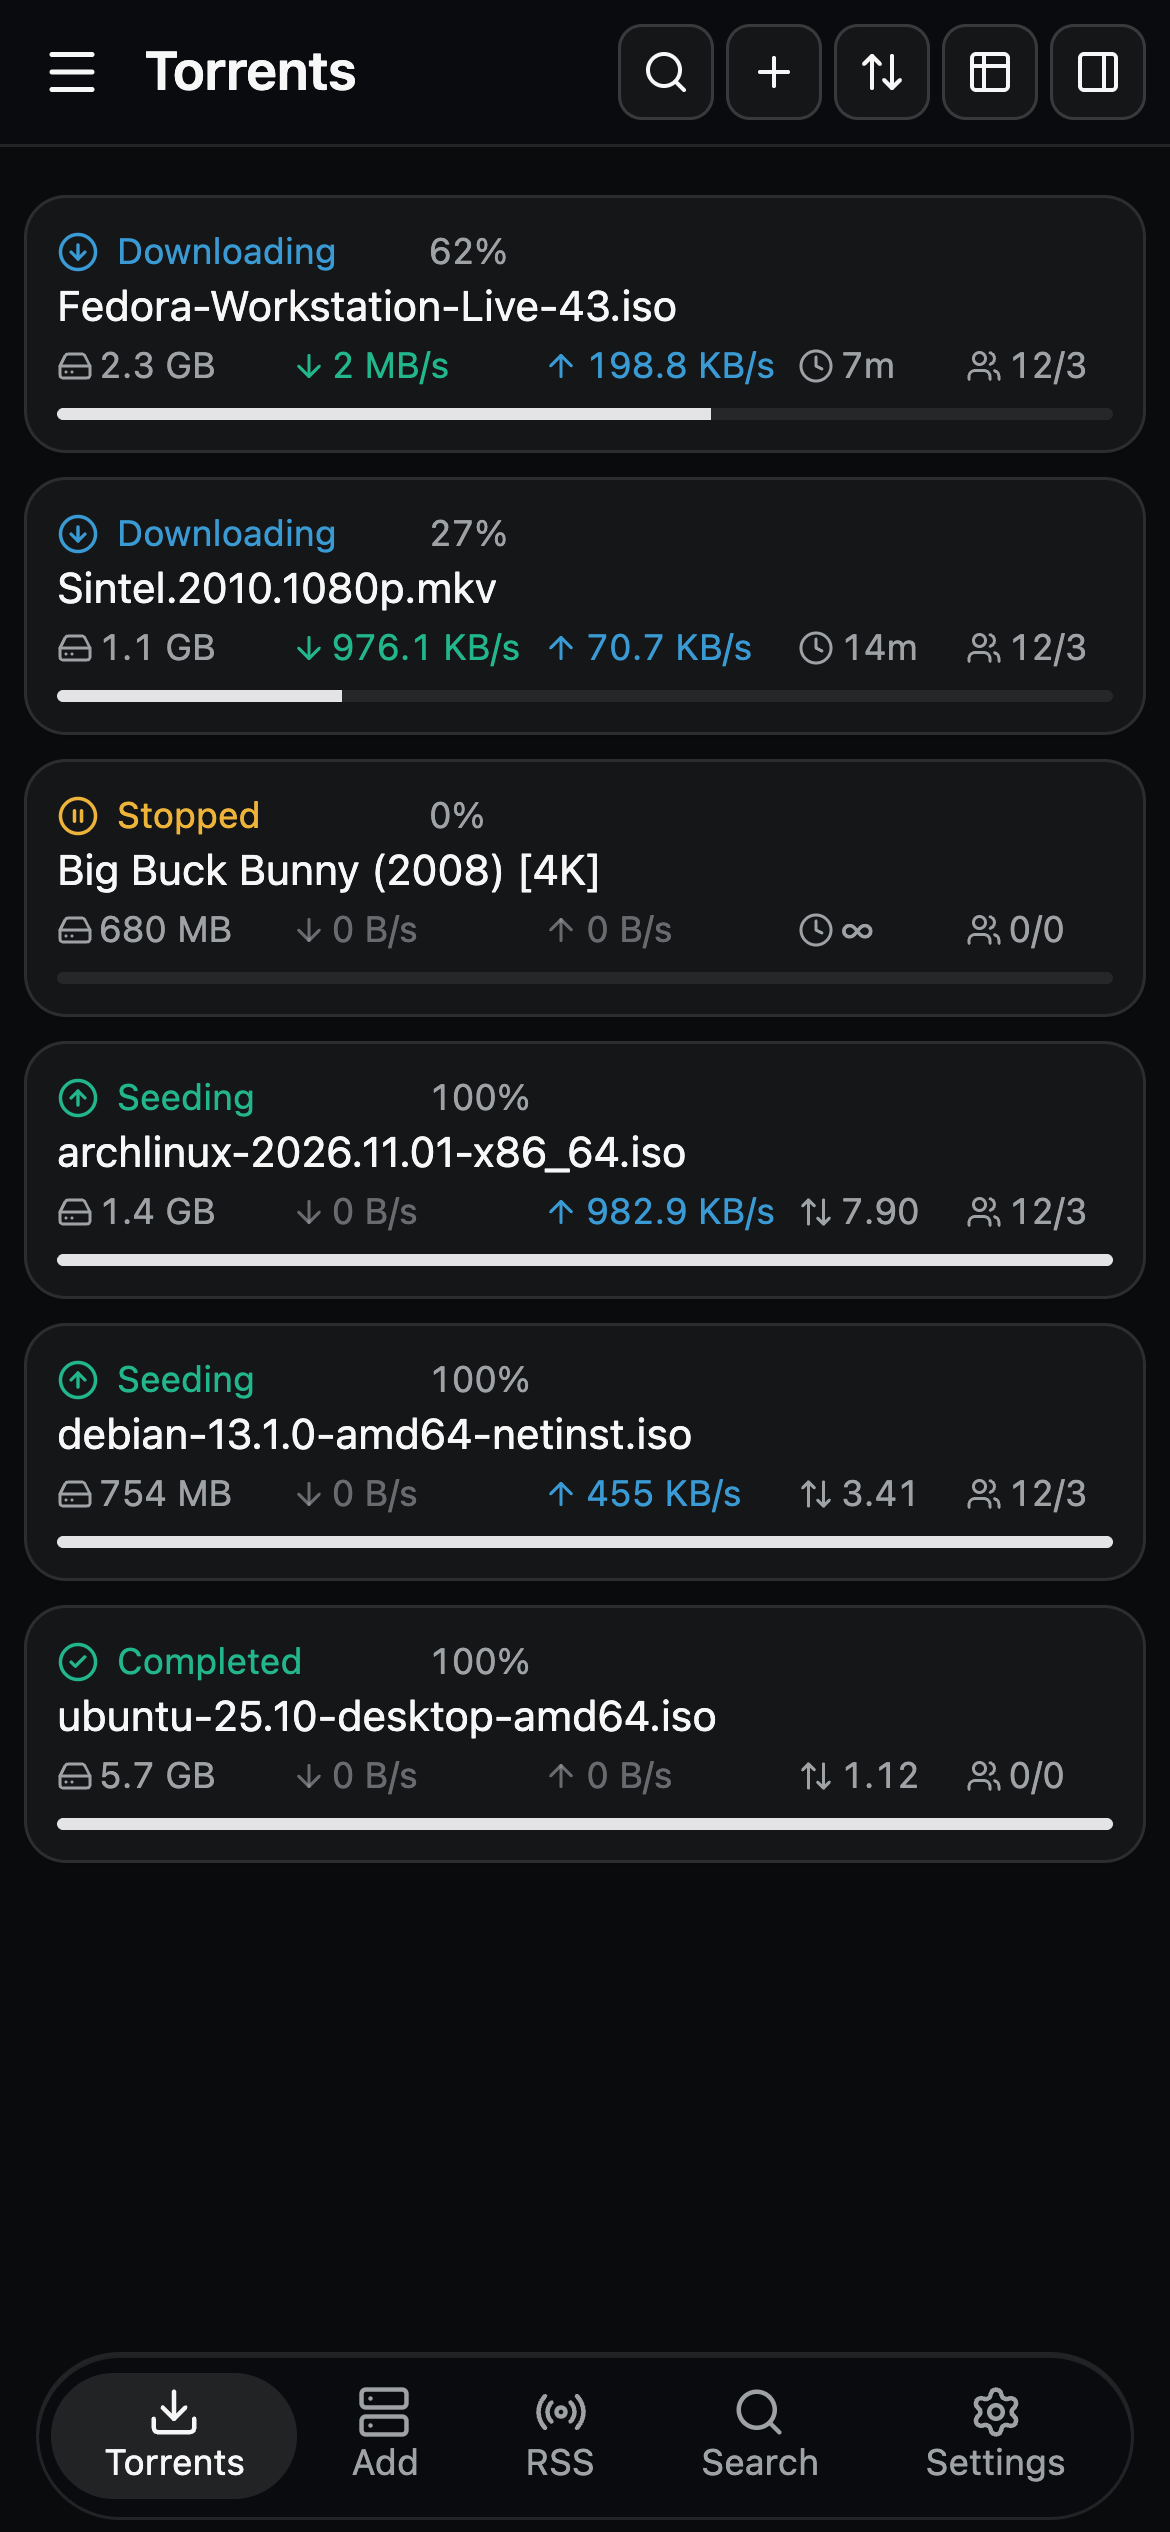 Torrents
Downloading 62%
Fedora-Workstation-Live-43.iso
2.3 GB 2 MB/s 198.8 KB/s 7m 12/3
Downloading 27%
Sintel.2010.1080p.mkv
1.1 GB 976.1 KB/s 70.7 KB/s 14m 12/3
Stopped 0%
Big Buck Bunny (2008) [4K]
680 MB 0 B/s 0 B/s ∞ 0/0
Seeding 100%
archlinux-2026.11.01-x86_64.iso
1.4 GB 0 B/s 982.9 KB/s 7.90 12/3
Seeding 100%
debian-13.1.0-amd64-netinst.iso
754 MB 0 B/s 455 KB/s 3.41 12/3
Completed 100%
ubuntu-25.10-desktop-amd64.iso
5.7 GB 0 B/s 0 B/s 1.12 0/0
Torrents Add RSS Search Settings